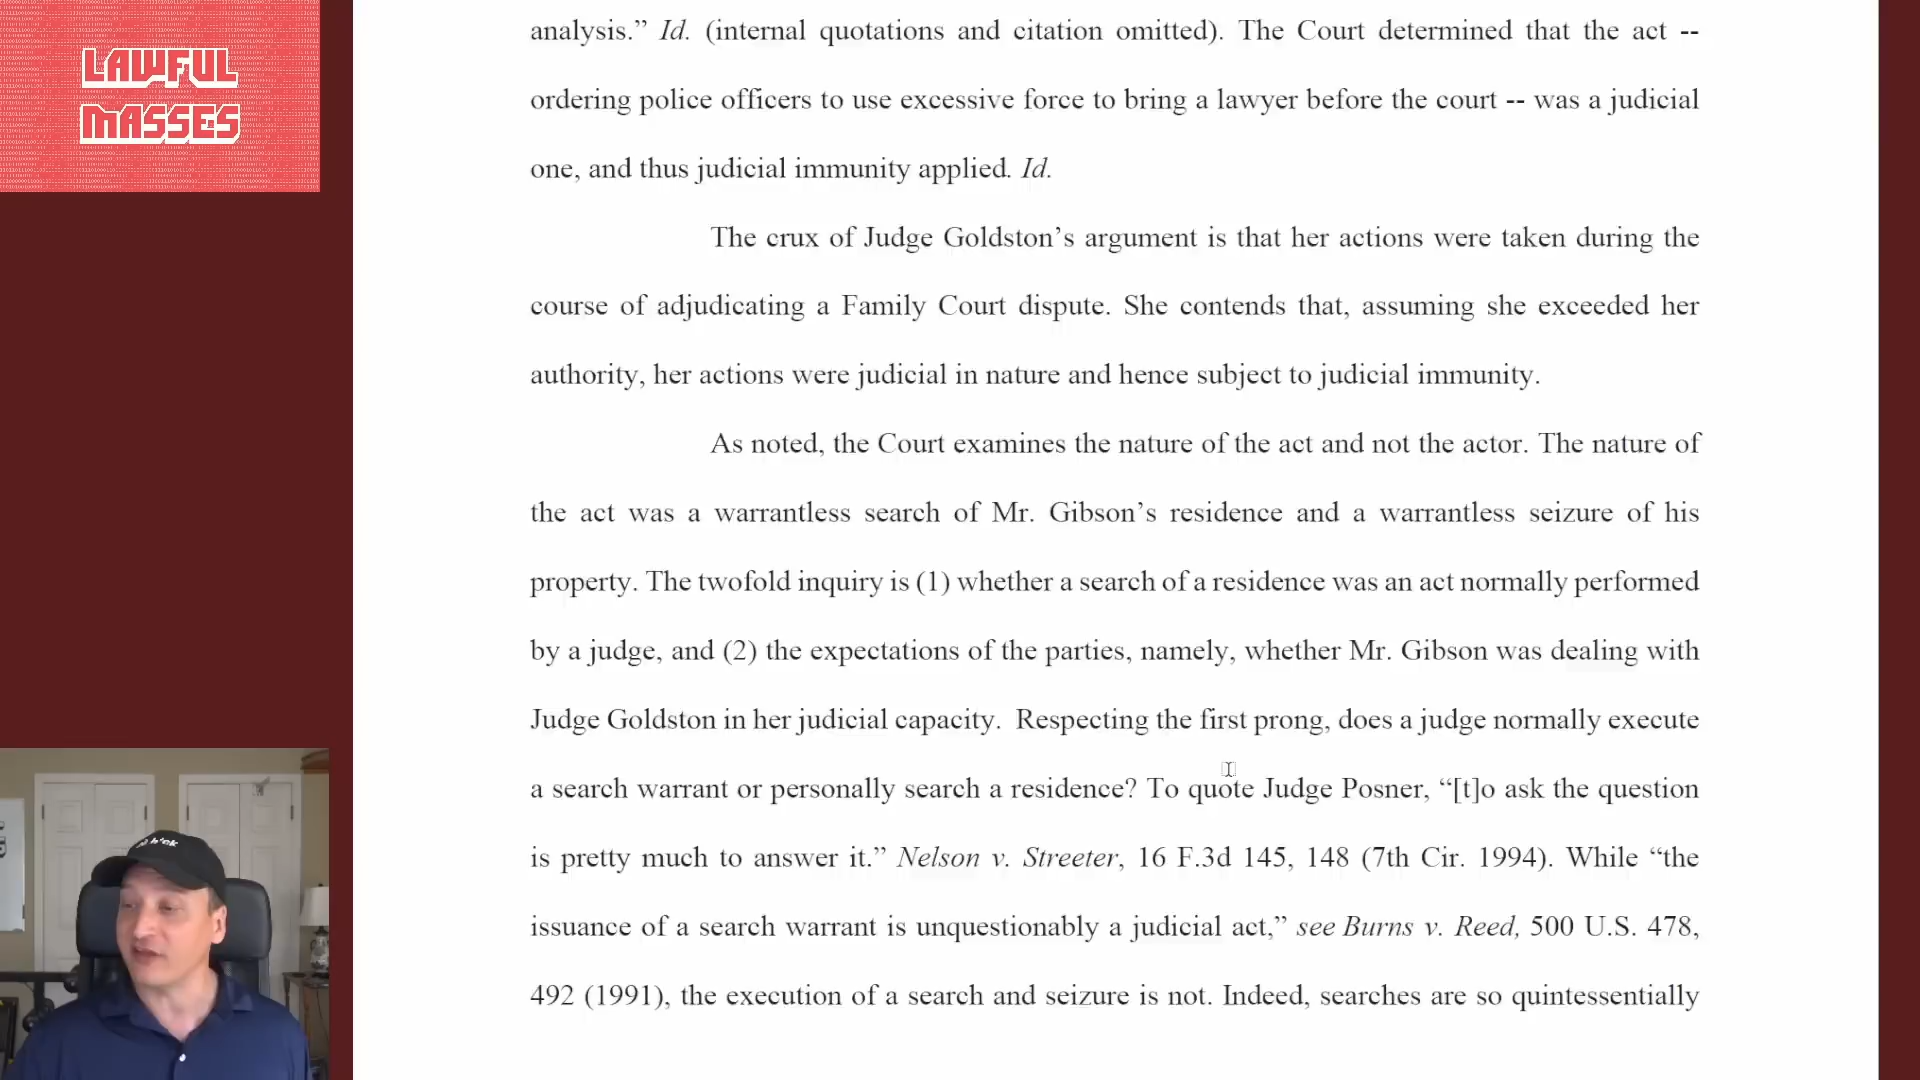 LAWFUL
MASSES
analysis.” Id. (internal quotations and citation omitted). The Court determined that the act --
ordering police officers to use excessive force to bring a lawyer before the court -- was a judicial
one, and thus judicial immunity applied. Id.
The crux of Judge Goldston’s argument is that her actions were taken during the
course of adjudicating a Family Court dispute. She contends that, assuming she exceeded her
authority, her actions were judicial in nature and hence subject to judicial immunity.
As noted, the Court examines the nature of the act and not the actor. The nature of
the act was a warrantless search of Mr. Gibson’s residence and a warrantless seizure of his
property. The twofold inquiry is (1) whether a search of a residence was an act normally performed
by a judge, and (2) the expectations of the parties, namely, whether Mr. Gibson was dealing with
Judge Goldston in her judicial capacity. Respecting the first prong, does a judge normally execute
a search warrant or personally search a residence? To quote Judge Posner, “[t]o ask the question
is pretty much to answer it.” Nelson v. Streeter, 16 F.3d 145, 148 (7th Cir. 1994). While “the
issuance of a search warrant is unquestionably a judicial act,” see Burns v. Reed, 500 U.S. 478,
492 (1991), the execution of a search and seizure is not. Indeed, searches are so quintessentially